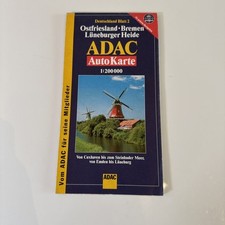 Deutschland Blatt 2
Ostfriesland · Bremen
Lüneburger Heide
ADAC
AutoKarte
1:200 000
Von Cuxhaven bis zum Steinhuder Meer,
von Emden bis Lüneburg
ADAC
Vom ADAC für seine Mitglieder